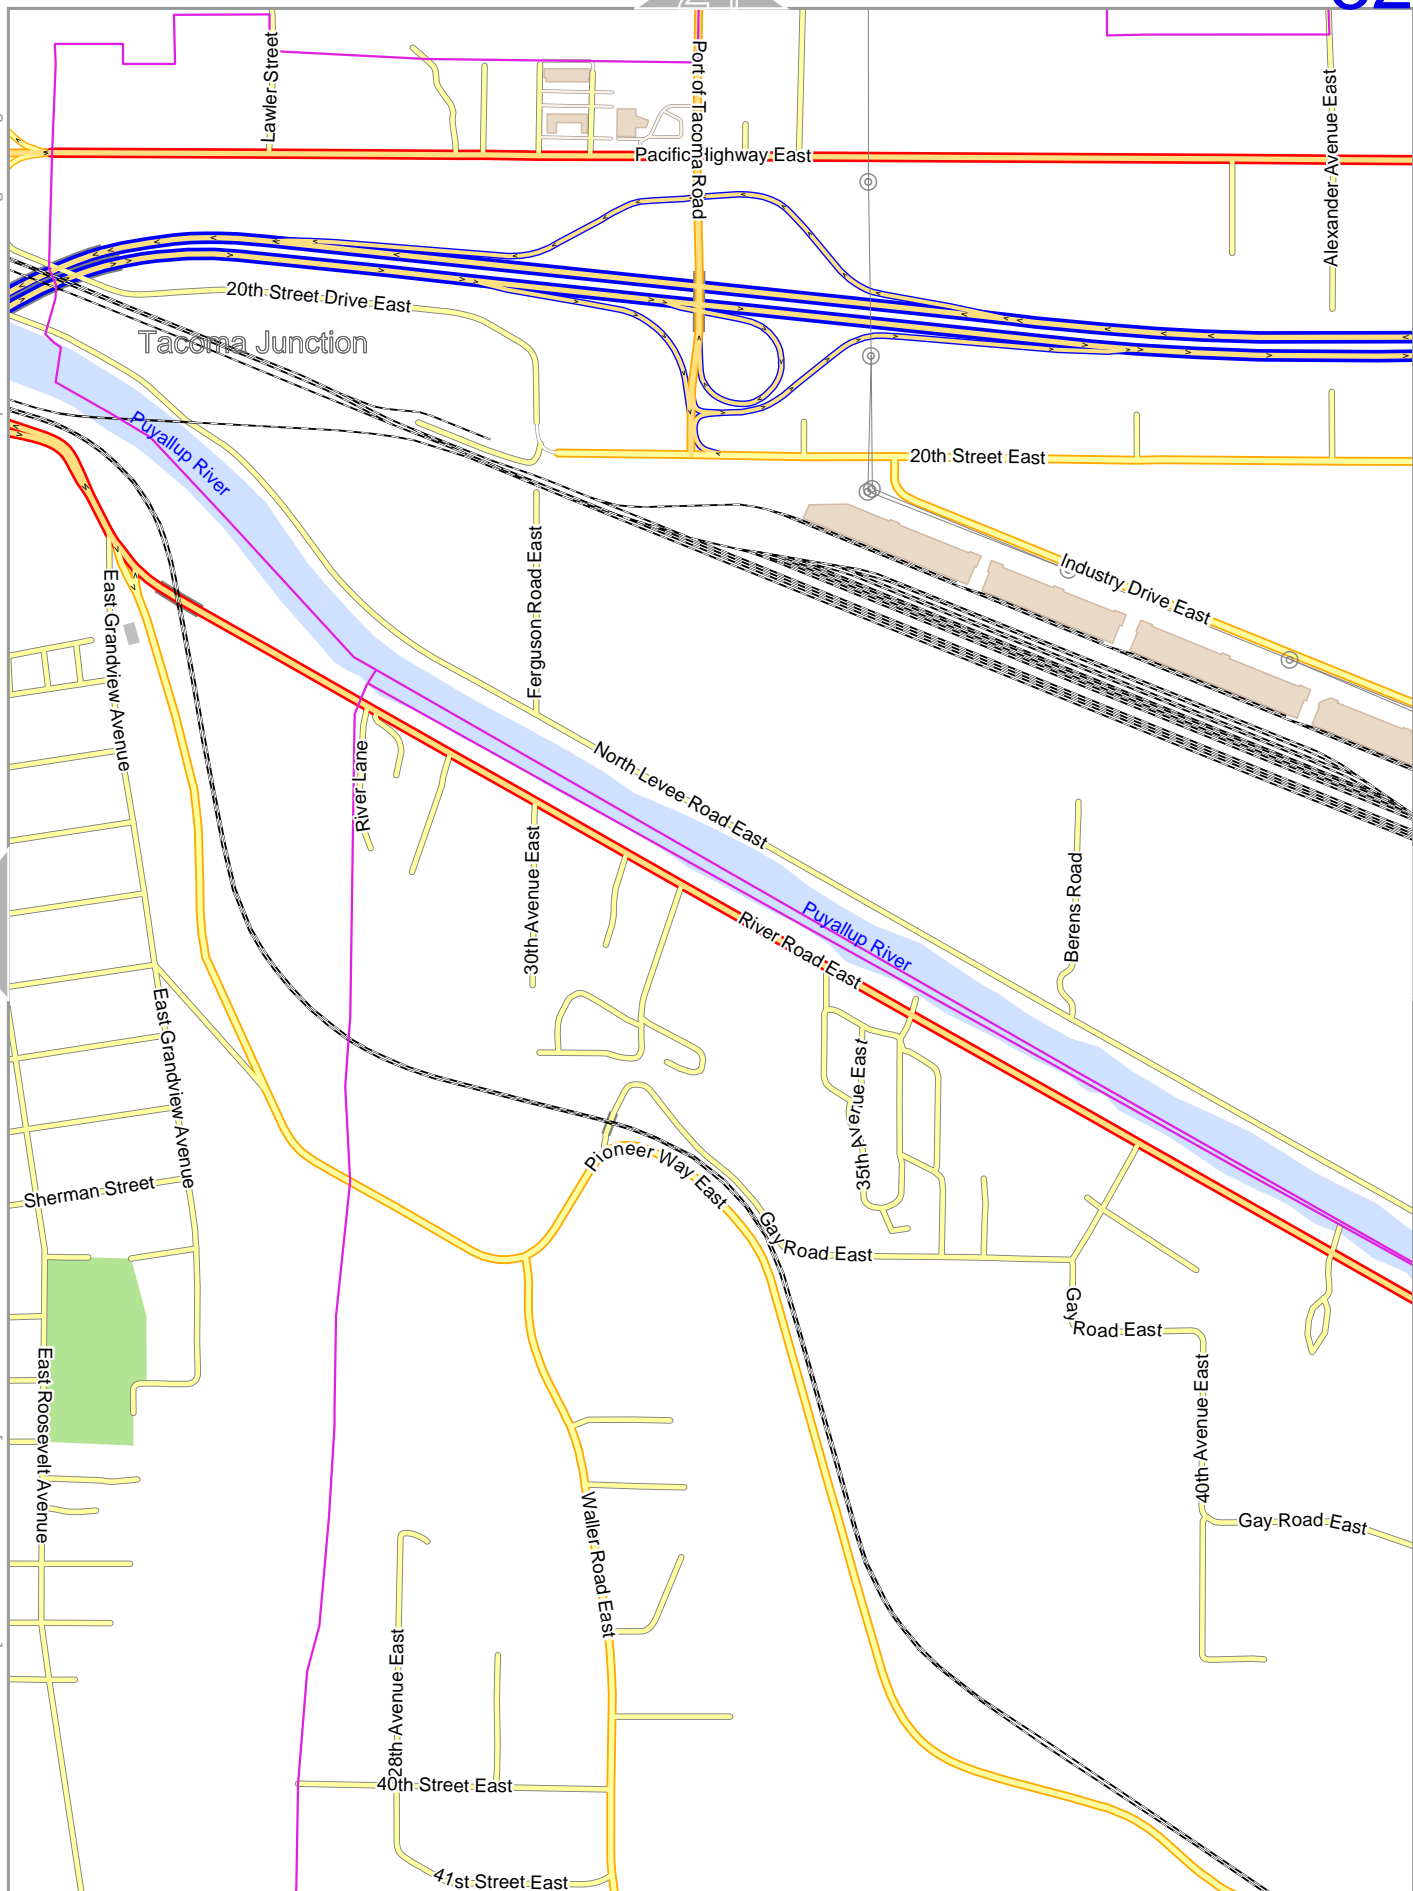 Lawler Street
Port of Tacoma Road
Alexander Avenue East
Pacific Highway East
20th Street Drive East
Tacoma Junction
Puyallup River
20th Street East
Industry Drive East
Ferguson Road East
East Grandview Avenue
North Levee Road East
River Lane
30th Avenue East
Berens Road
Puyallup River
River Road East
East Grandview Avenue
35th Avenue East
Pioneer Way East
Sherman Street
Gay Road East
Gay Road East
East Roosevelt Avenue
40th Avenue East
Waller Road East
Gay Road East
28th Avenue East
40th Street East
41st Street East